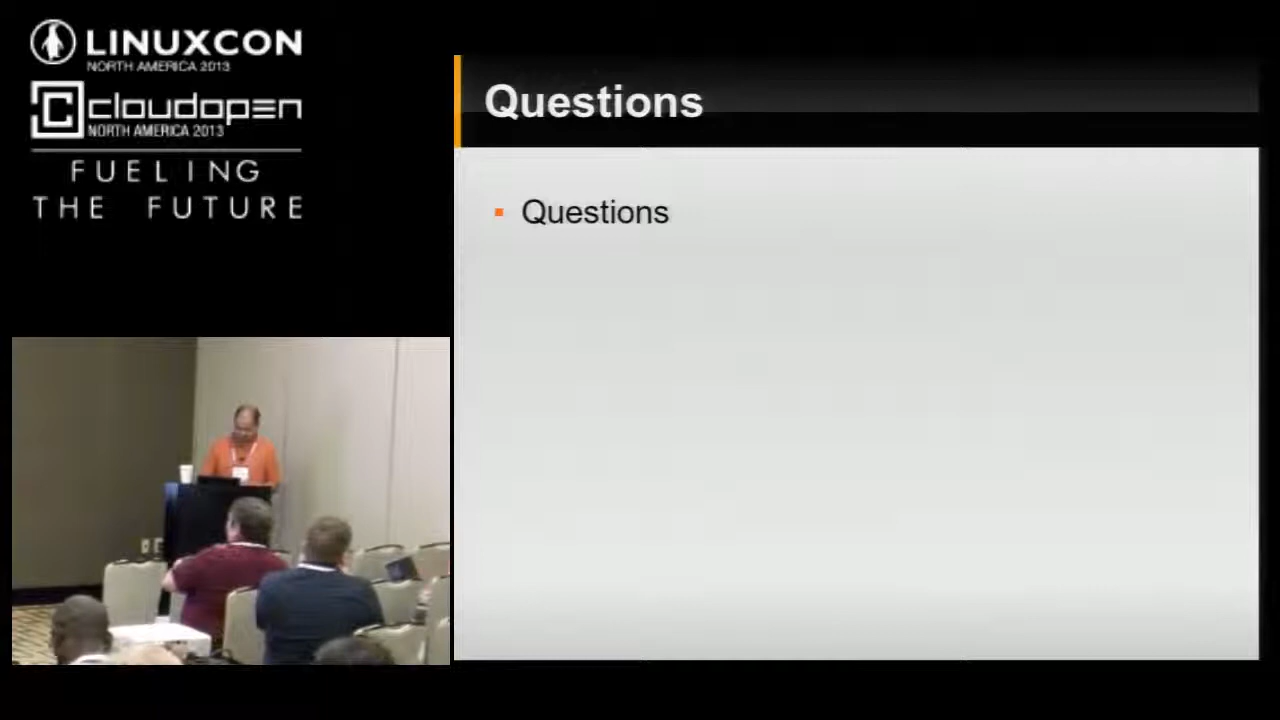 LINUXCON
NORTH AMERICA 2013
cloudopen
NORTH AMERICA 2013
FUELING
THE FUTURE
Questions
Questions